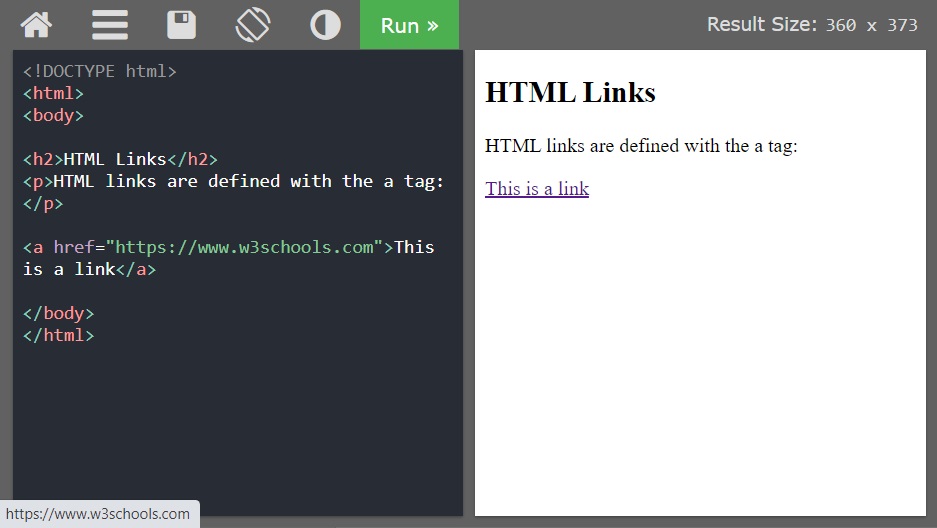 Run »
Result Size: 360 x 373
<!DOCTYPE html>
<html>
<body>
<h2>HTML Links</h2>
<p>HTML links are defined with the a tag:
</p>
<a href="https://www.w3schools.com">This
is a link</a>
</body>
</html>
HTML Links
HTML links are defined with the a tag:
This is a link
https://www.w3schools.com